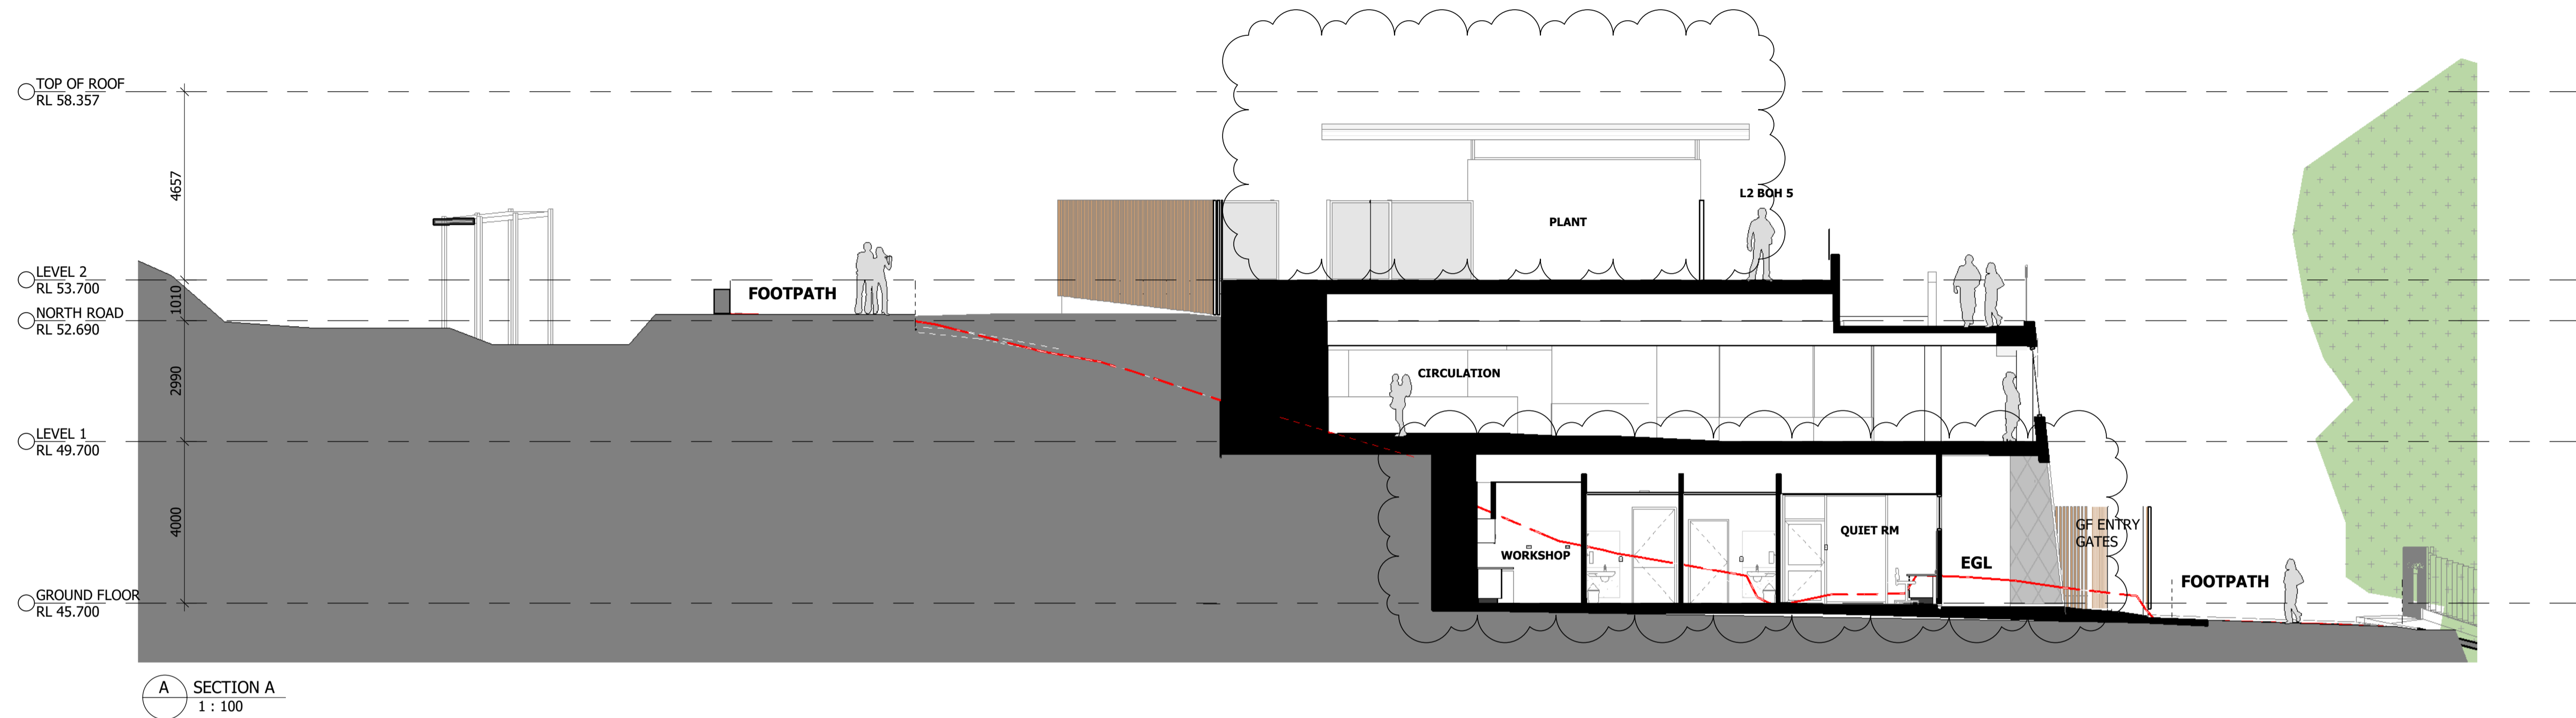 TOP OF ROOF
RL 58.357
4657
L2 BOH 5
PLANT
LEVEL 2
RL 53.700
FOOTPATH
1010
NORTH ROAD
RL 52.690
2990
CIRCULATION
LEVEL 1
RL 49.700
4000
WORKSHOP
QUIET RM
EGL
GF ENTRY
GATES
FOOTPATH
GROUND FLOOR
RL 45.700
A
SECTION A
1 : 100